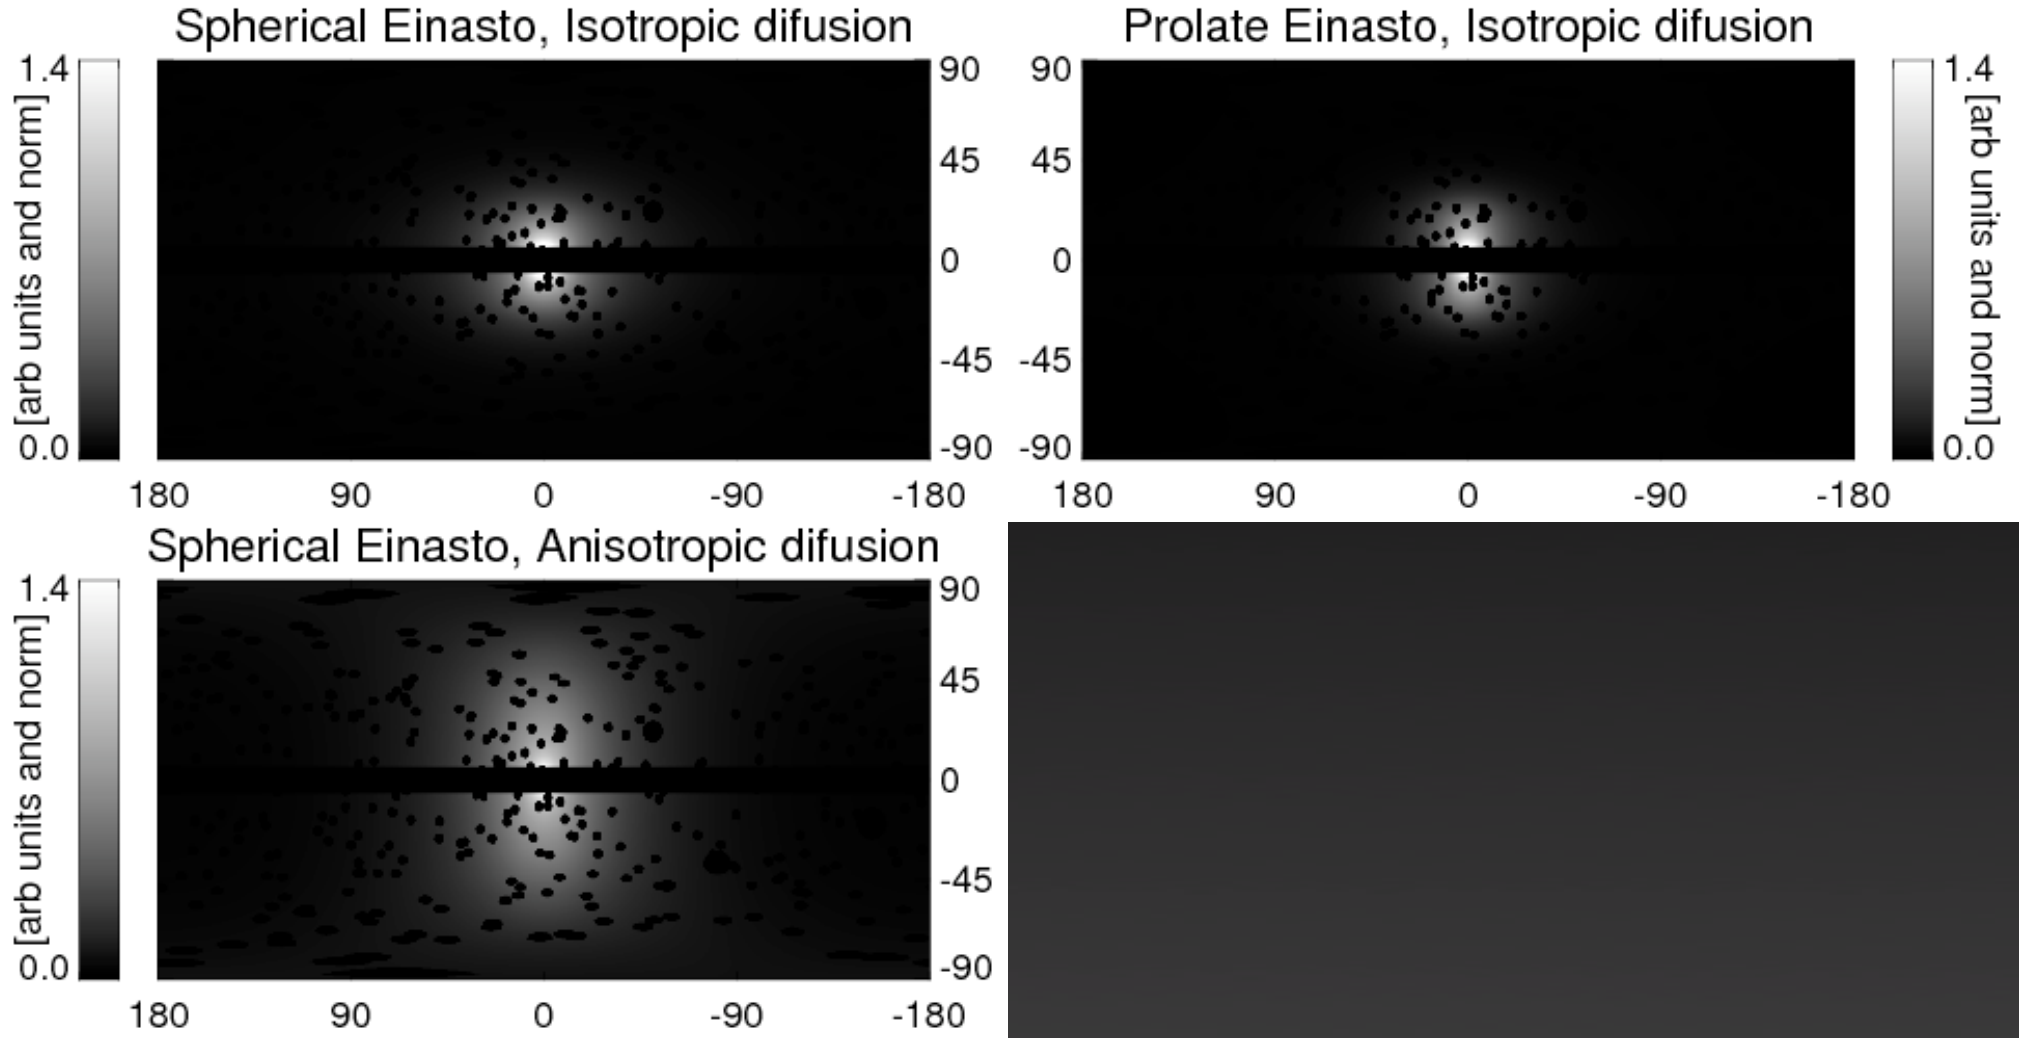 Spherical Einasto, Isotropic difusion
1.4
0.0
[arb units and norm]
90
45
0
-45
-90
180 90 0 -90 -180
Prolate Einasto, Isotropic difusion
90
45
0
-45
-90
1.4
0.0
[arb units and norm]
180 90 0 -90 -180
Spherical Einasto, Anisotropic difusion
1.4
0.0
[arb units and norm]
90
45
0
-45
-90
180 90 0 -90 -180